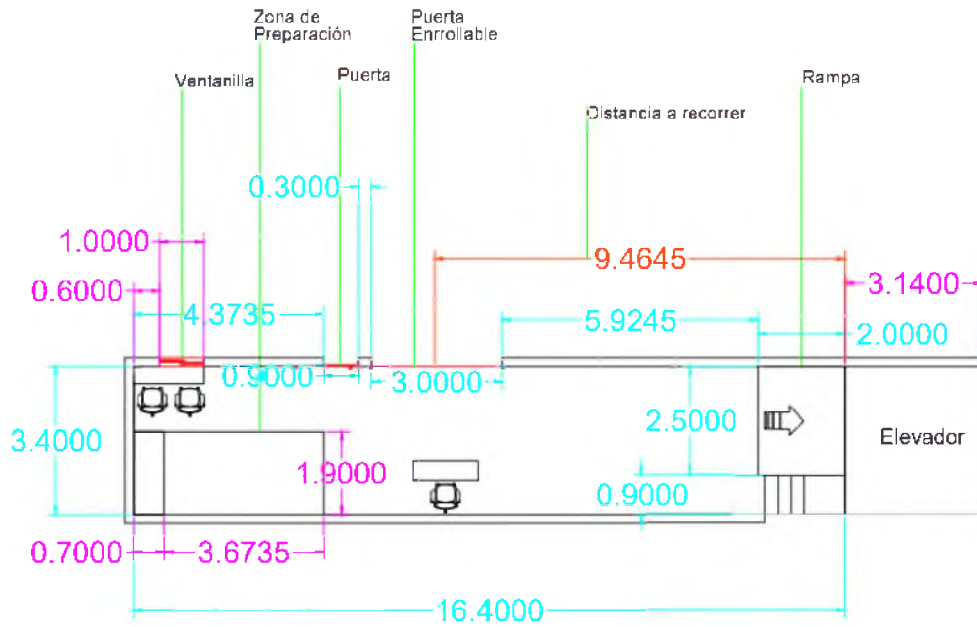 Zona de
Preparación
Puerta
Enrrollable
Ventanilla
Puerta
Rampa
Distancia a recorrer
0.3000
1.0000
9.4645
0.6000
3.1400
4.3735
5.9245
2.0000
0.9000
3.0000
2.5000
3.4000
Elevador
1.9000
0.9000
0.7000
3.6735
16.4000